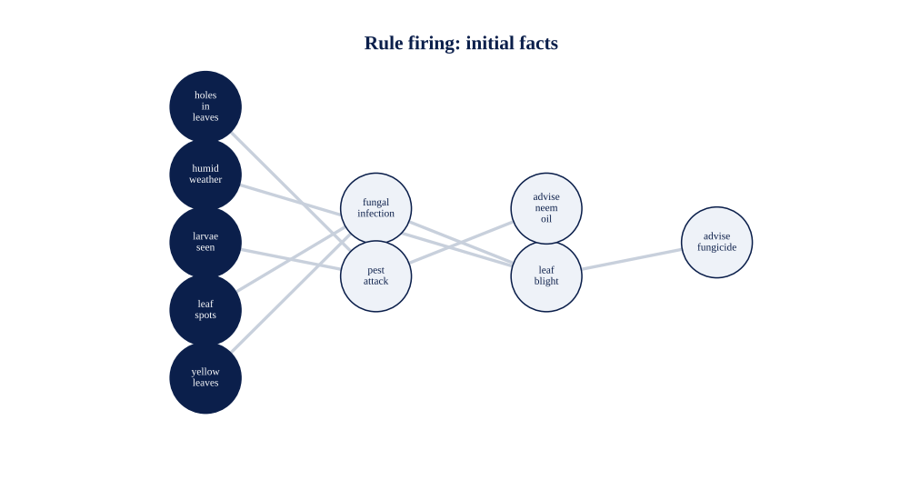 Rule firing: initial facts
holes
in
leaves
humid
weather
larvae
seen
leaf
spots
yellow
leaves
fungal
infection
pest
attack
advise
neem
oil
leaf
blight
advise
fungicide